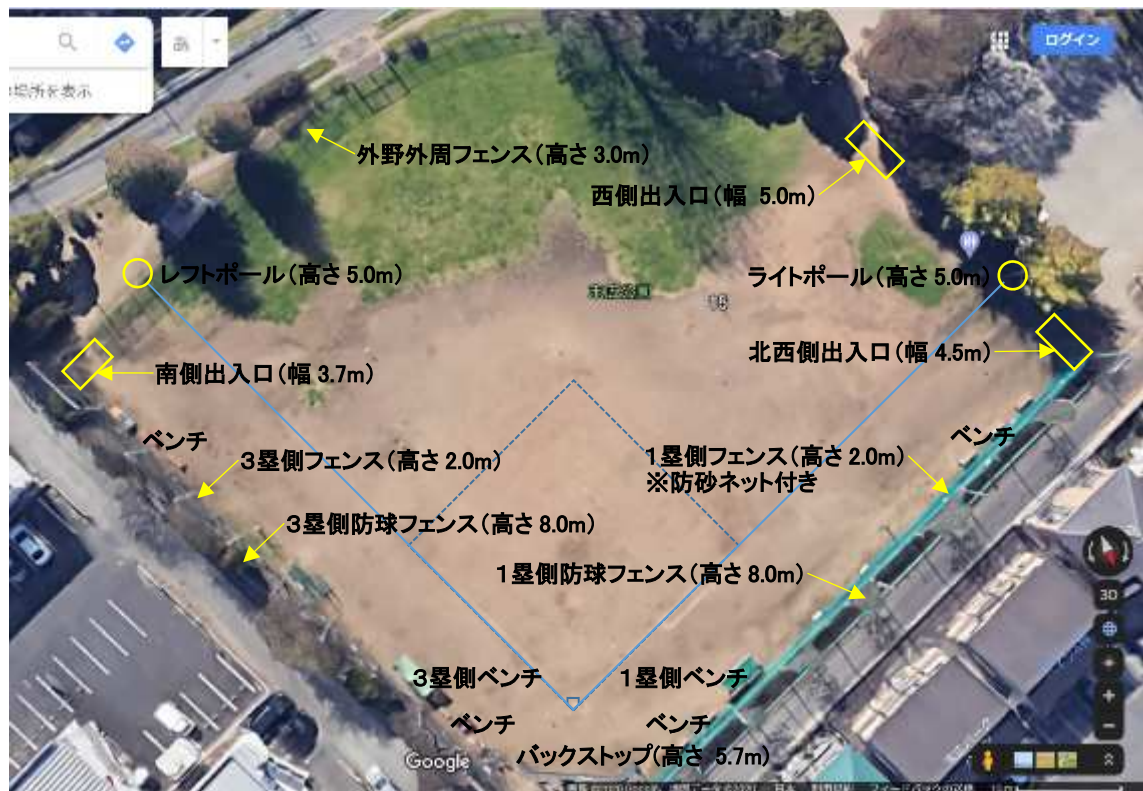 ログイン
場所を表示
外野外周フェンス(高さ 3.0m)
西側出入口(幅 5.0m)
レフトポール(高さ 5.0m)
ライトポール(高さ 5.0m)
北西側出入口(幅 4.5m)
南側出入口(幅 3.7m)
ベンチ
ベンチ
3塁側フェンス(高さ 2.0m)
1塁側フェンス(高さ 2.0m)
※防砂ネット付き
3塁側防球フェンス(高さ 8.0m)
1塁側防球フェンス(高さ 8.0m)
3D
3塁側ベンチ
1塁側ベンチ
ベンチ
ベンチ
バックストップ(高さ 5.7m)
Google